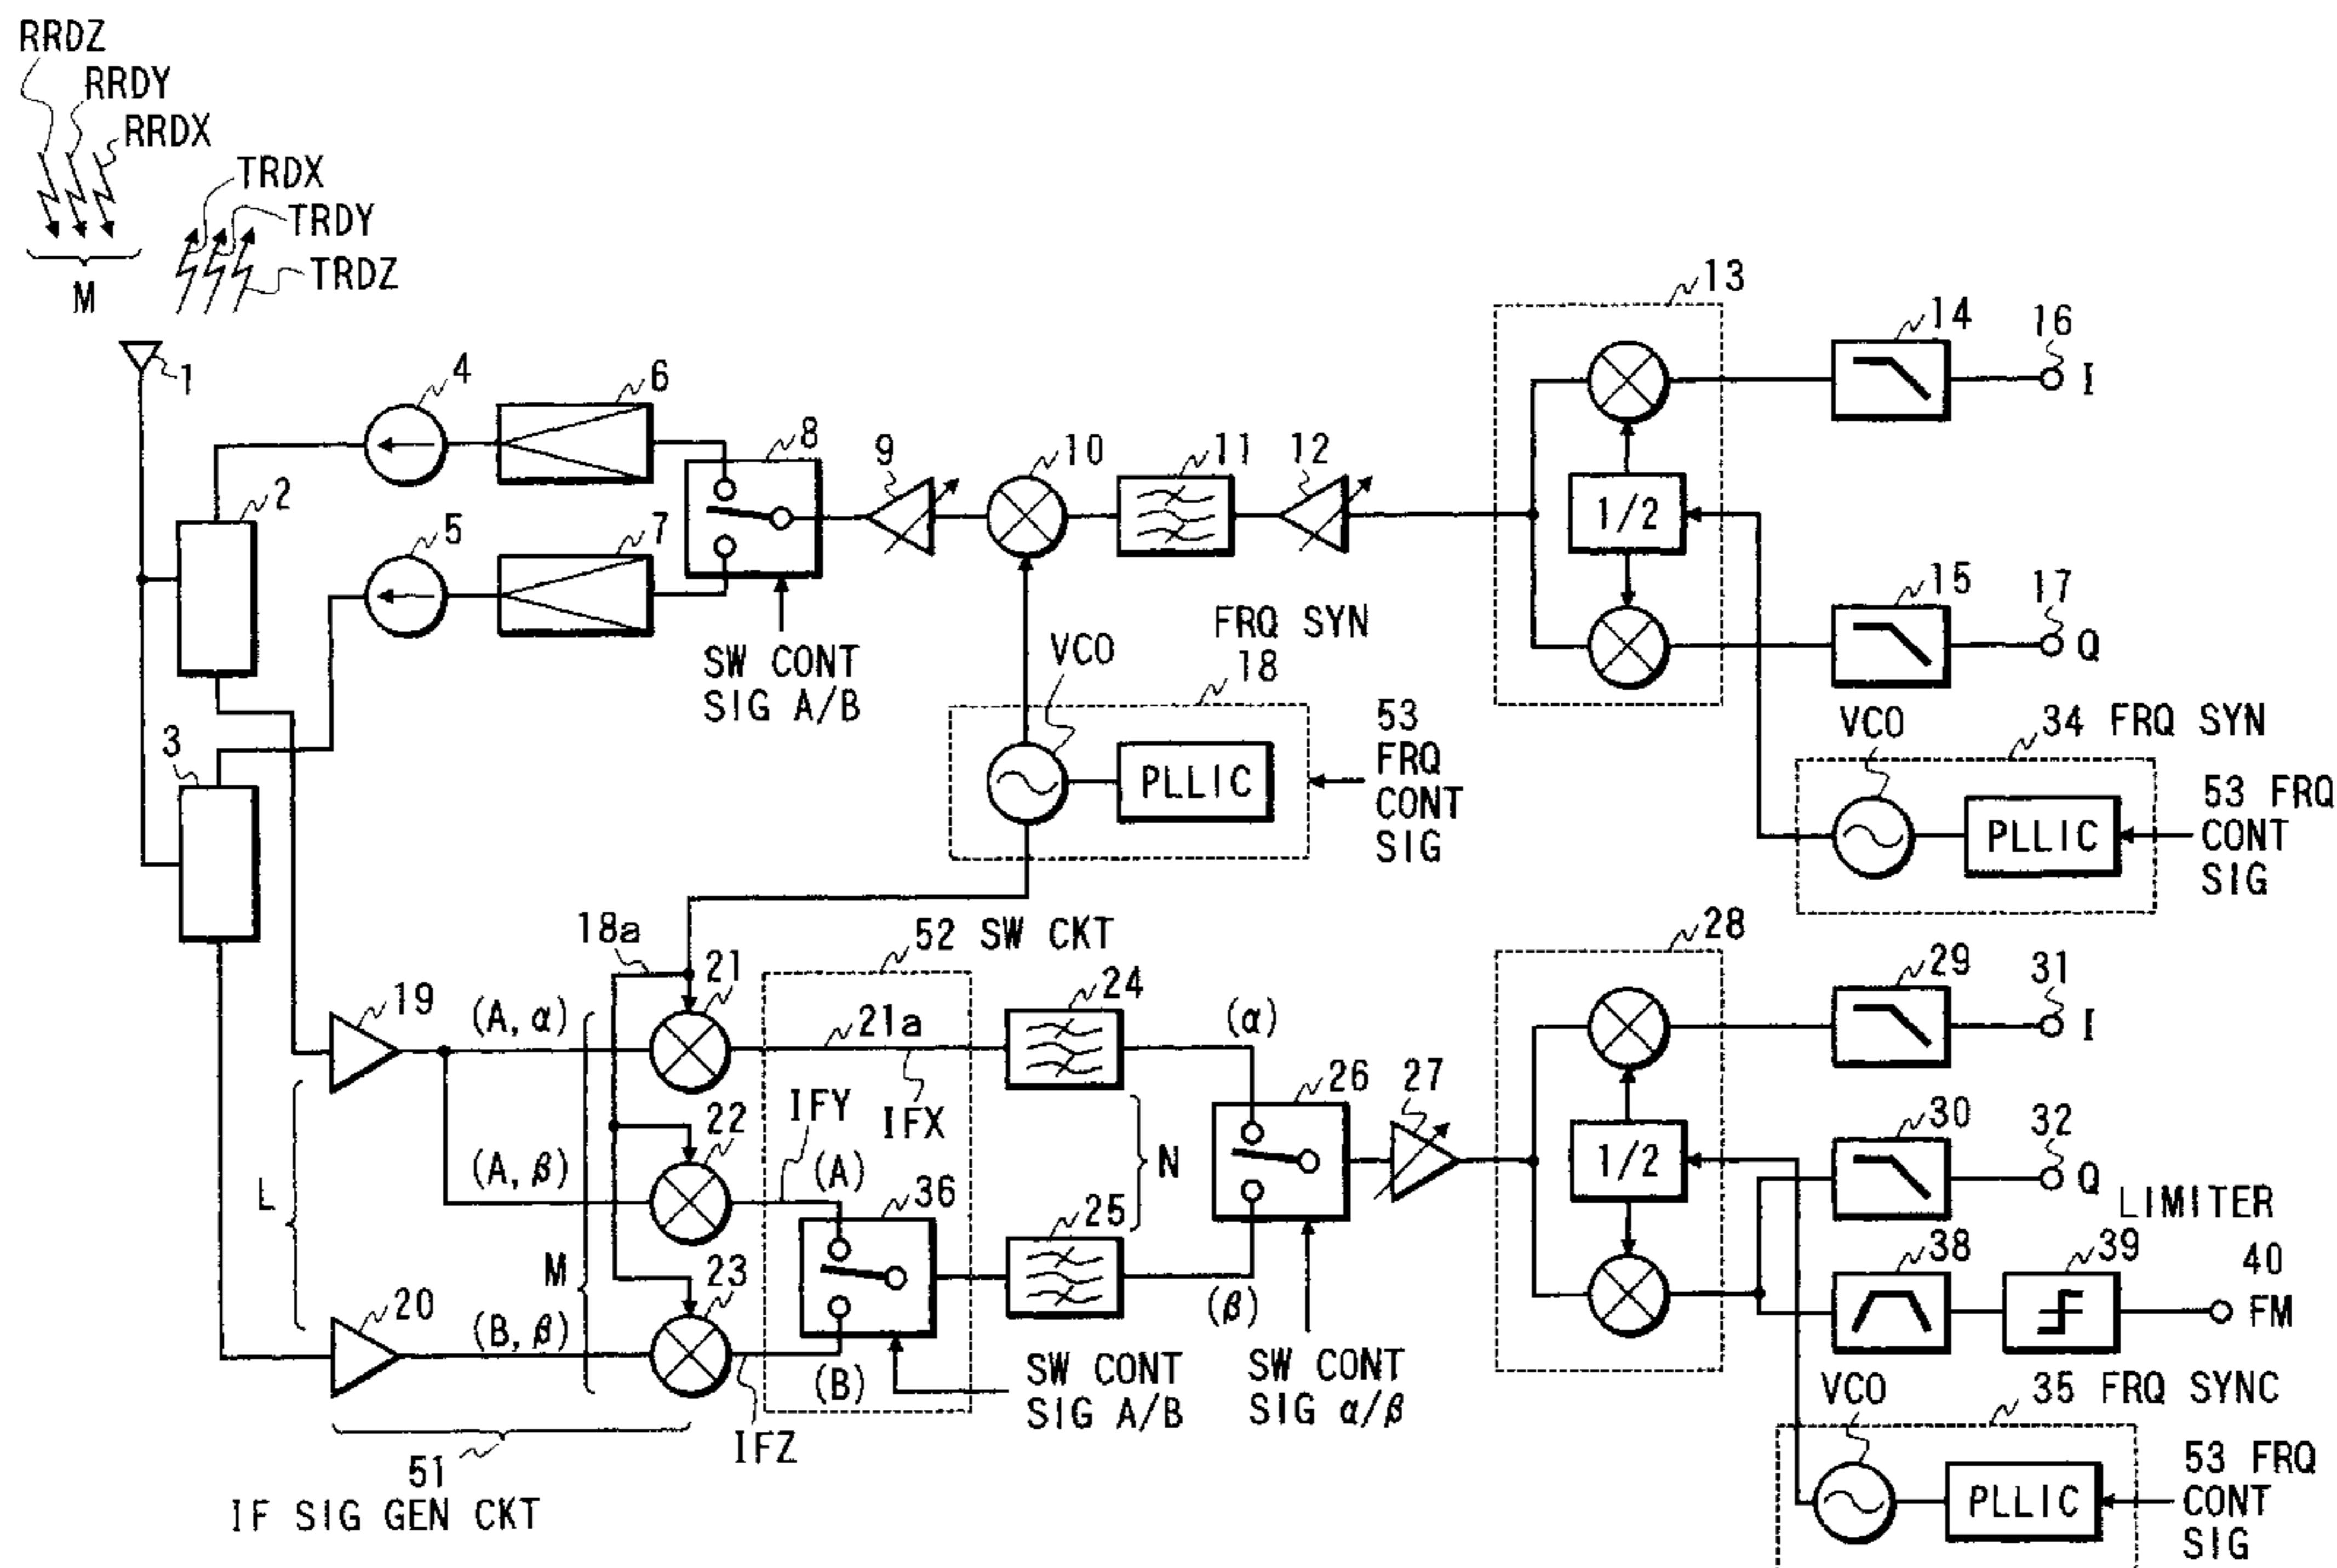 RRDZ
RRDY
RRDX
TRDX
TRDY
TRDZ
M
1
2
3
4
5
6
7
8
SW CONT
SIG A/B
9
10
11
12
13
14
15
16
I
17
Q
1/2
FRQ SYN
18
VCO
PLLIC
53
FRQ
CONT
SIG
VCO
34 FRQ SYN
PLLIC
53 FRQ
CONT
SIG
18a
52 SW CKT
19
(A, α)
(A, β)
L
20
(B, β)
M
21
22
23
21a
IFX
IFY
(A)
36
(B)
IFZ
SW CONT
SIG A/B
24
25
N
(α)
(β)
26
SW CONT
SIG α/β
27
28
1/2
29
31
I
30
32
Q
LIMITER
38
39
40
FM
VCO
35 FRQ SYNC
PLLIC
53 FRQ
CONT
SIG
51
IF SIG GEN CKT